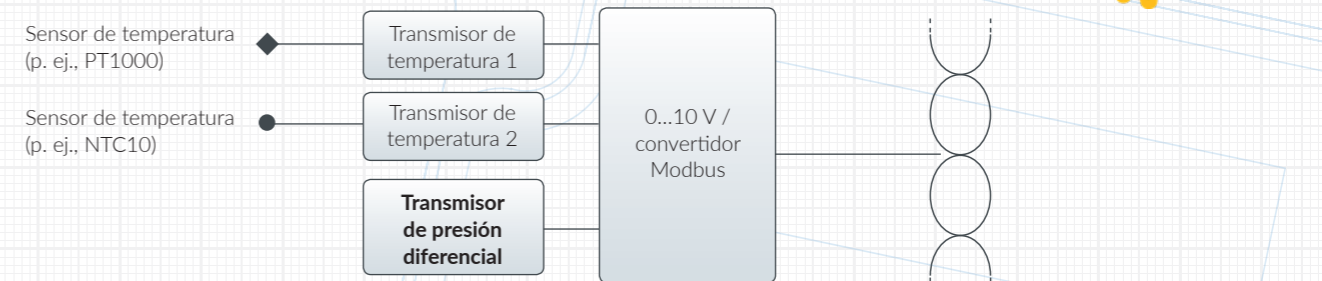 Sensor de temperatura
(p. ej., PT1000)
Transmisor de
temperatura 1
Sensor de temperatura
(p. ej., NTC10)
Transmisor de
temperatura 2
Transmisor
de presión
diferencial
0...10 V /
convertidor
Modbus